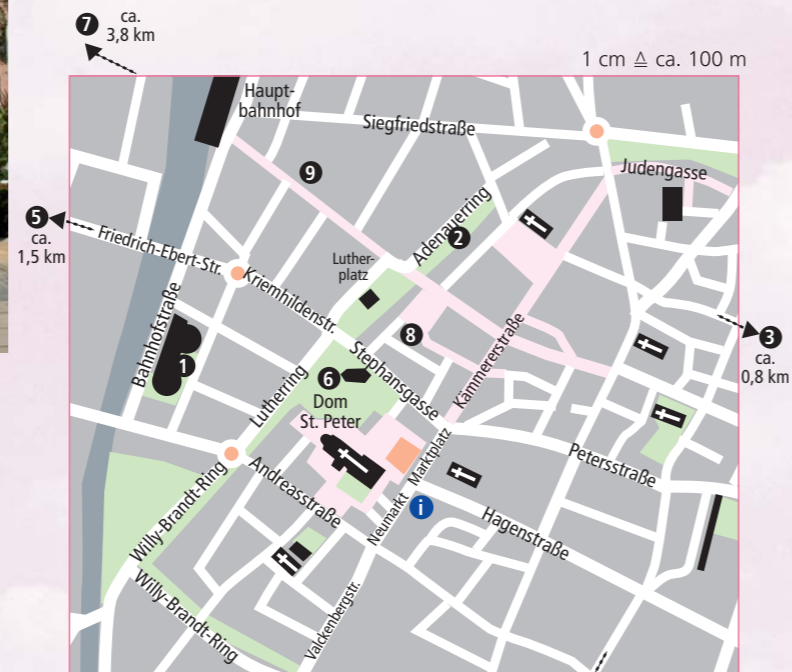 7
ca.
3,8 km
1 cm ≙ ca. 100 m
Haupt-
bahnhof
Siegfriedstraße
Judengasse
9
Adenauerring
2
5
ca.
1,5 km
Friedrich-Ebert-Str.
Luther-
platz
Kriemhildenstr.
Bahnhofstraße
1
8
3
ca.
0,8 km
Kämmererstraße
Stephansgasse
Lutherring
6
Dom
St. Peter
Marktplatz
Petersstraße
Willy-Brandt-Ring
Andreasstraße
Neumarkt
i
Hagenstraße
Willy-Brandt-Ring
Valckenbergstr.